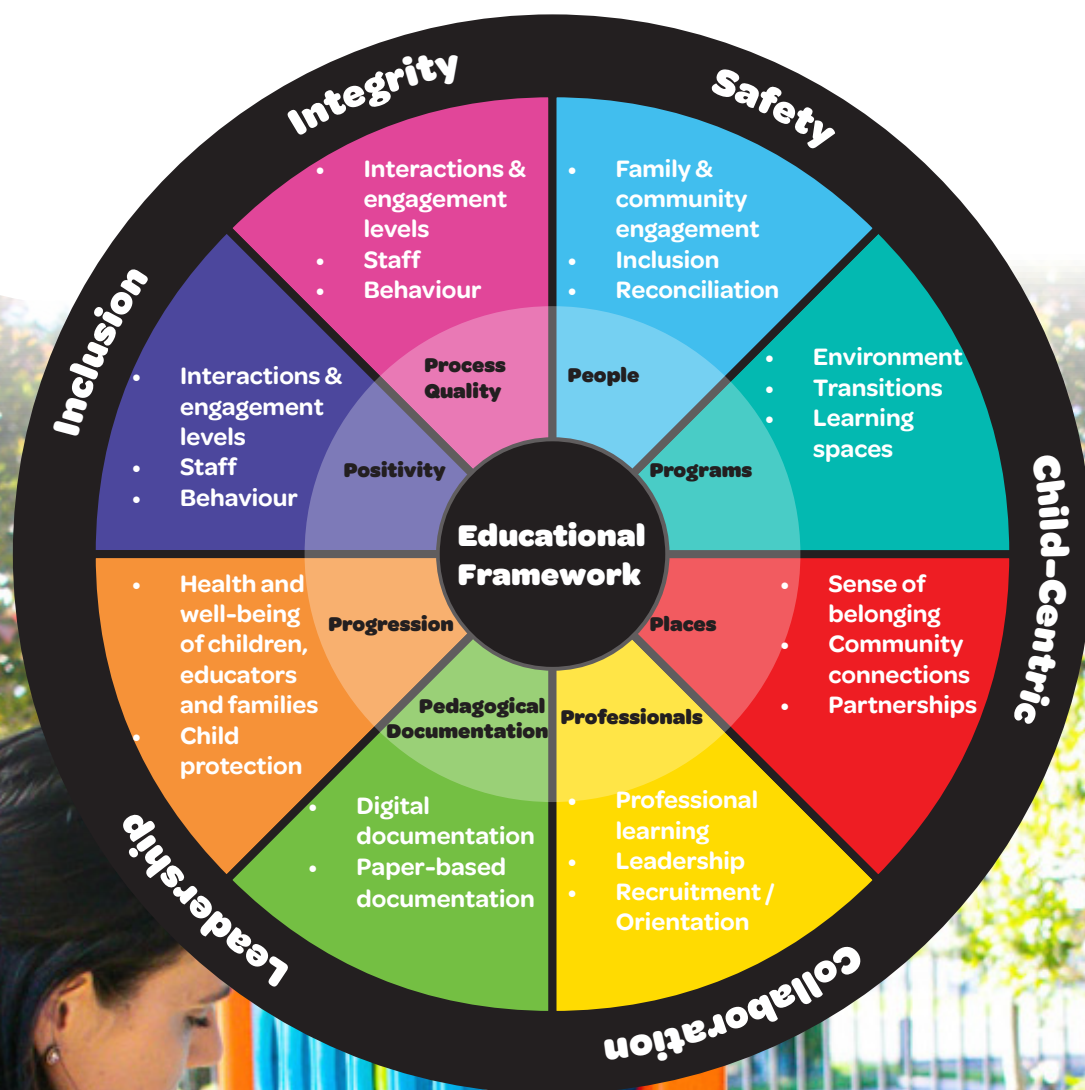 Integrity
Safety
Child-Centric
Collaboration
Leadership
Inclusion
• Interactions &
engagement
levels
• Staff
• Behaviour
Process
Quality
• Family &
community
engagement
• Inclusion
• Reconciliation
People
• Environment
• Transitions
• Learning
spaces
Programs
• Sense of
belonging
• Community
connections
• Partnerships
Places
Professionals
• Professional
learning
• Leadership
• Recruitment /
Orientation
Pedagogical
Documentation
• Digital
documentation
• Paper-based
documentation
Progression
• Health and
well-being
of children,
educators
and families
• Child
protection
Positivity
• Interactions &
engagement
levels
• Staff
• Behaviour
Educational
Framework